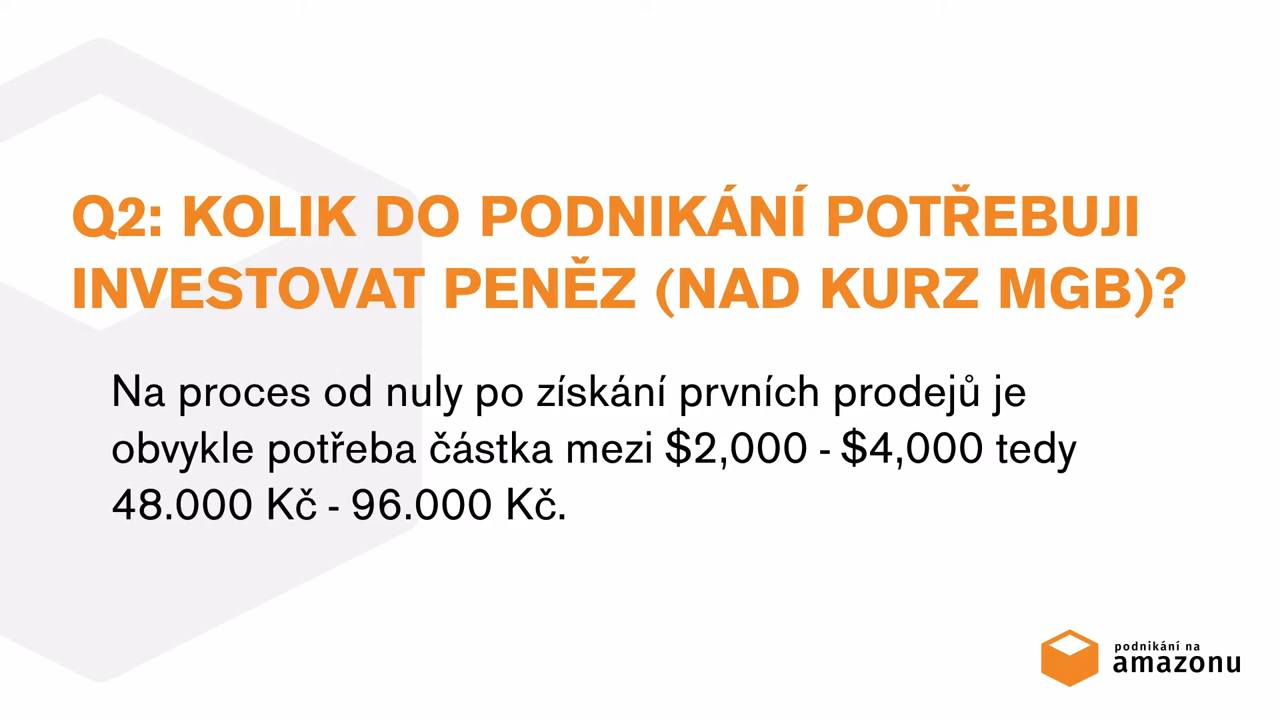 Q2: KOLIK DO PODNIKÁNÍ POTŘEBUJI
INVESTOVAT PENĚZ (NAD KURZ MGB)?
Na proces od nuly po získání prvních prodejů je
obvykle potřeba částka mezi $2,000 - $4,000 tedy
48.000 Kč - 96.000 Kč.
podnikání na
amazonu